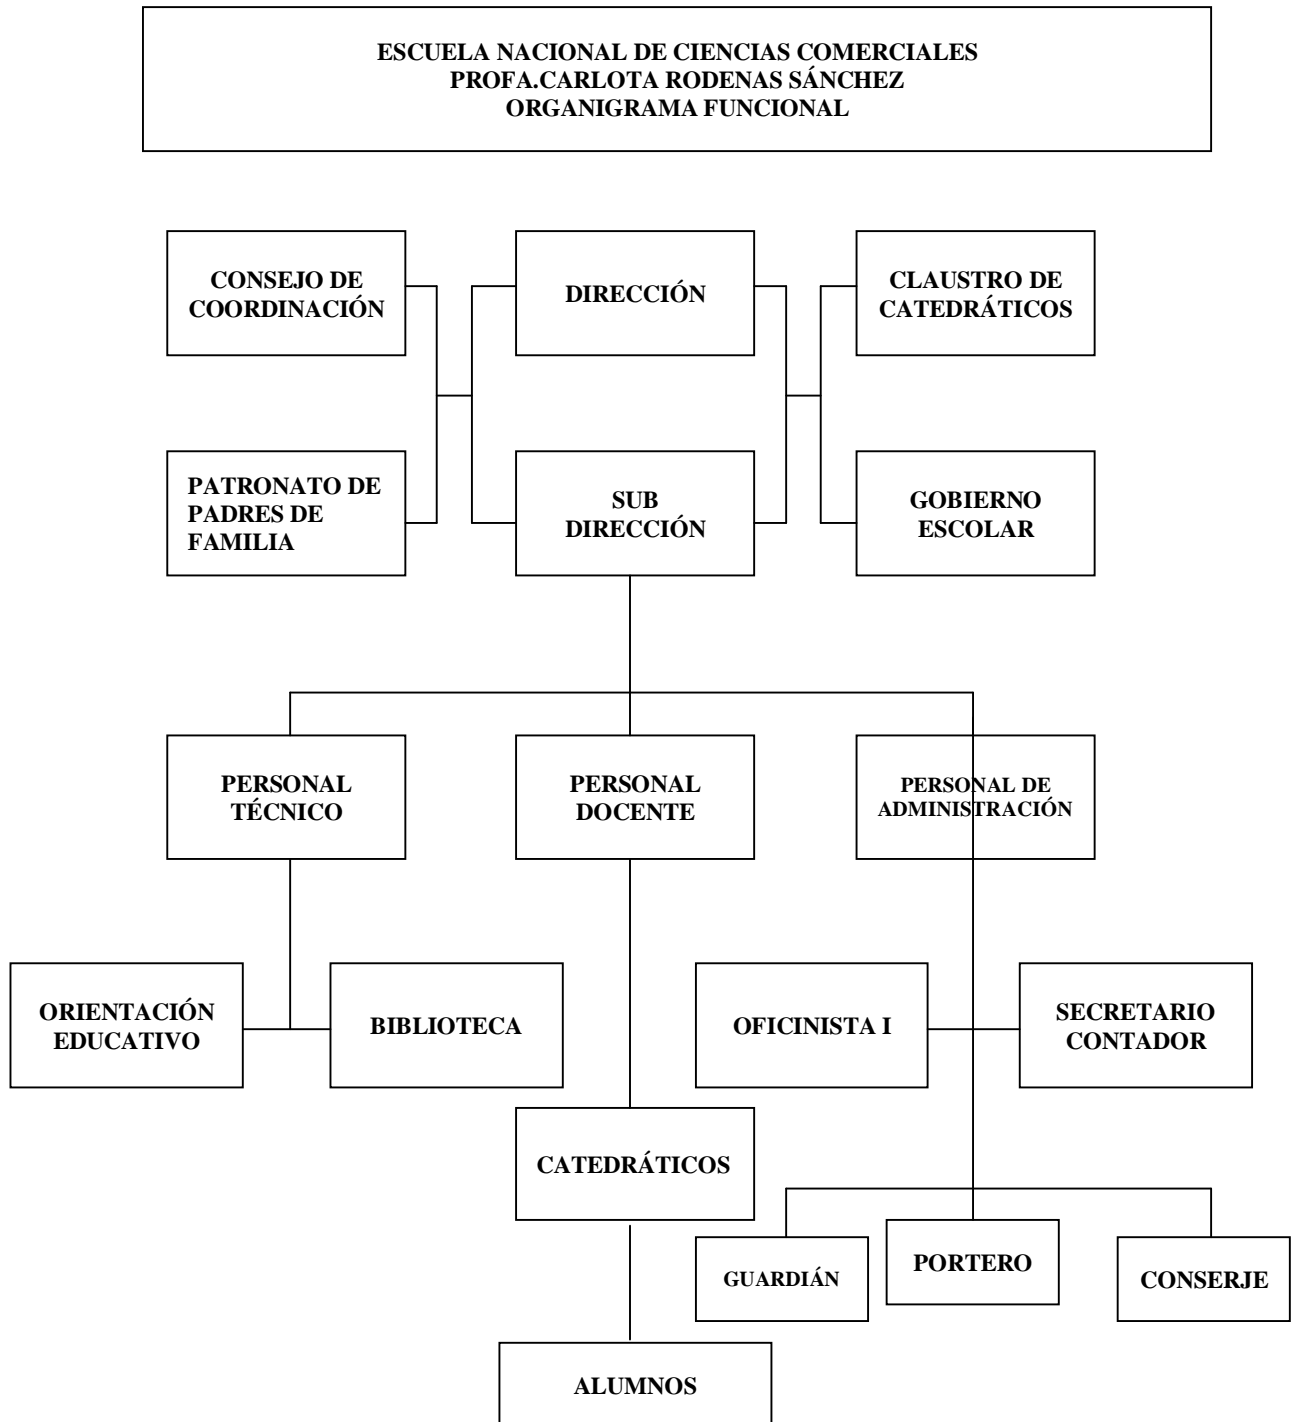 ESCUELA NACIONAL DE CIENCIAS COMERCIALES
PROFA.CARLOTA RODENAS SÁNCHEZ
ORGANIGRAMA FUNCIONAL
CONSEJO DE
COORDINACIÓN
DIRECCIÓN
CLAUSTRO DE
CATEDRÁTICOS
PATRONATO DE
PADRES DE
FAMILIA
SUB
DIRECCIÓN
GOBIERNO
ESCOLAR
PERSONAL
TÉCNICO
PERSONAL
DOCENTE
PERSONAL DE
ADMINISTRACIÓN
ORIENTACIÓN
EDUCATIVO
BIBLIOTECA
OFICINISTA I
SECRETARIO
CONTADOR
CATEDRÁTICOS
GUARDIÁN
PORTERO
CONSERJE
ALUMNOS